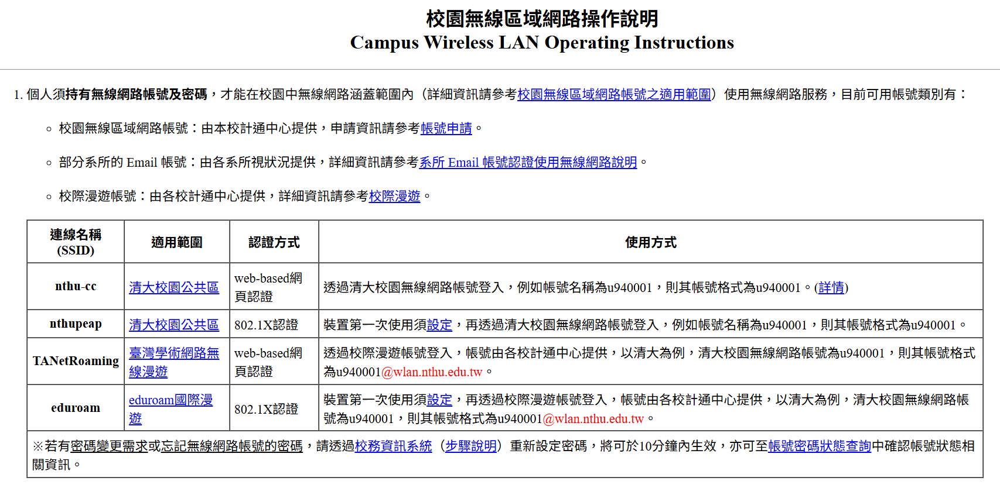 校園無線區域網路操作說明
Campus Wireless LAN Operating Instructions
1. 個人須持有無線網路帳號及密碼，才能在校園中無線網路涵蓋範圍內（詳細資訊請參考校園無線區域網路帳號之適用範圍）使用無線網路服務，目前可用帳號類別有：
校園無線區域網路帳號：由本校計通中心提供，申請資訊請參考帳號申請。
部分系所的 Email 帳號：由各系所視狀況提供，詳細資訊請參考系所 Email 帳號認證使用無線網路說明。
校際漫遊帳號：由各校計通中心提供，詳細資訊請參考校際漫遊。
連線名稱
(SSID)
適用範圍
認證方式
使用方式
nthu-cc
清大校園公共區
web-based網
頁認證
透過清大校園無線網路帳號登入，例如帳號名稱為u940001，則其帳號格式為u940001。(詳情)
nthupeap
清大校園公共區
802.1X認證
裝置第一次使用須設定，再透過清大校園無線網路帳號登入，例如帳號名稱為u940001，則其帳號格式為u940001。
TANetRoaming
臺灣學術網路無
線漫遊
web-based網
頁認證
透過校際漫遊帳號登入，帳號由各校計通中心提供，以清大為例，清大校園無線網路帳號為u940001，則其帳號格式
為u940001@wlan.nthu.edu.tw。
eduroam
eduroam國際漫
遊
802.1X認證
裝置第一次使用須設定，再透過校際漫遊帳號登入，帳號由各校計通中心提供，以清大為例，清大校園無線網路帳
號為u940001，則其帳號格式為u940001@wlan.nthu.edu.tw。
※若有密碼變更需求或忘記無線網路帳號的密碼，請透過校務資訊系統（步驟說明）重新設定密碼，將可於10分鐘內生效，亦可至帳號密碼狀態查詢中確認帳號狀態相
關資訊。